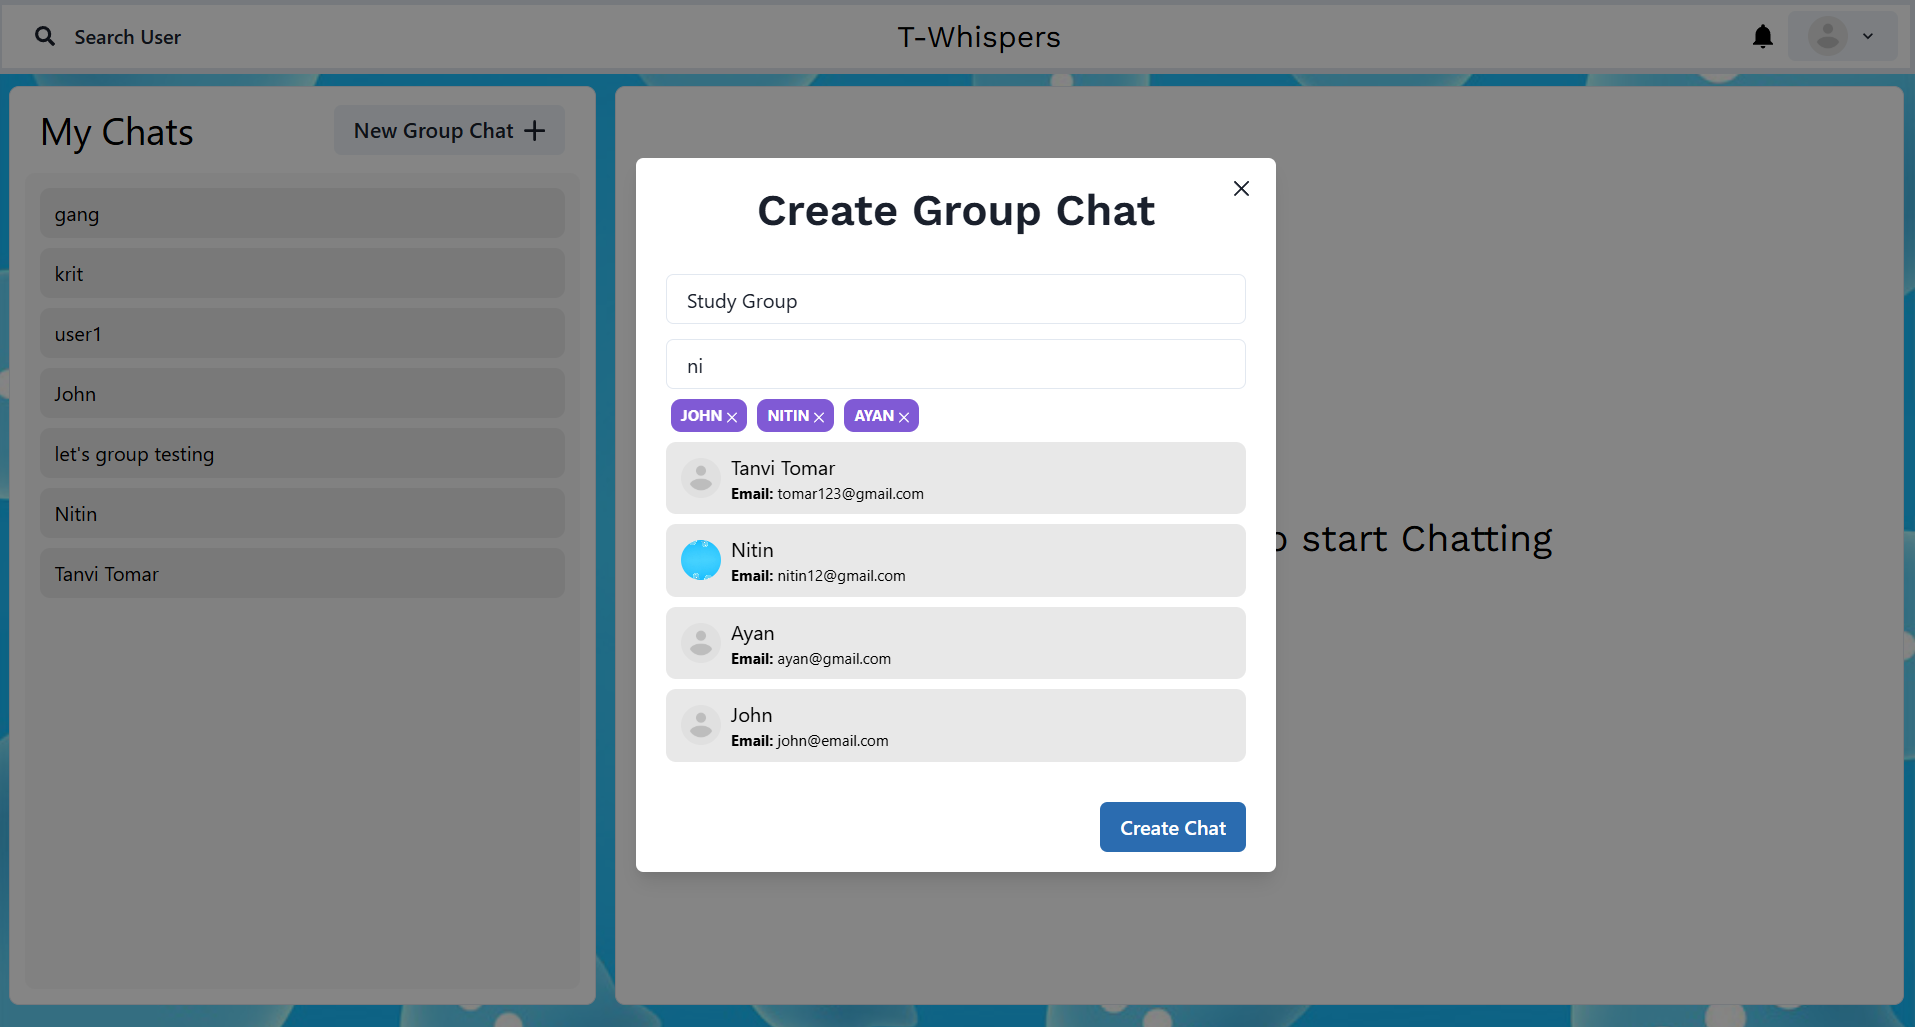 Search User
T-Whispers
My Chats
New Group Chat
gang
krit
user1
John
let's group testing
Nitin
Tanvi Tomar
Create Group Chat
Study Group
ni
JOHN
NITIN
AYAN
Tanvi Tomar
Email: tomar123@gmail.com
Nitin
Email: nitin12@gmail.com
Ayan
Email: ayan@gmail.com
John
Email: john@email.com
Create Chat
start Chatting